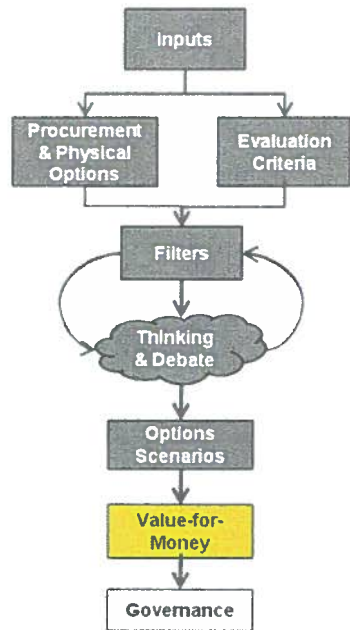 Inputs
Procurement
& Physical
Options
Evaluation
Criteria
Filters
Thinking
& Debate
Options
Scenarios
Value-for-
Money
Governance